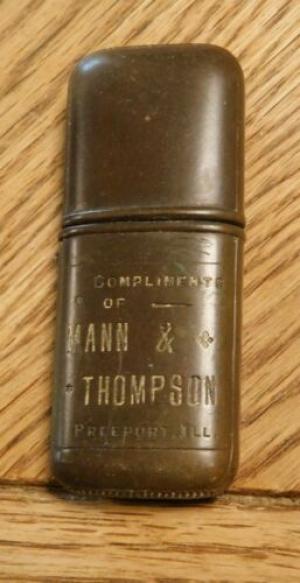 COMPLIMENTS
OF
MANN &
THOMPSON
FREEPORT, ILL.